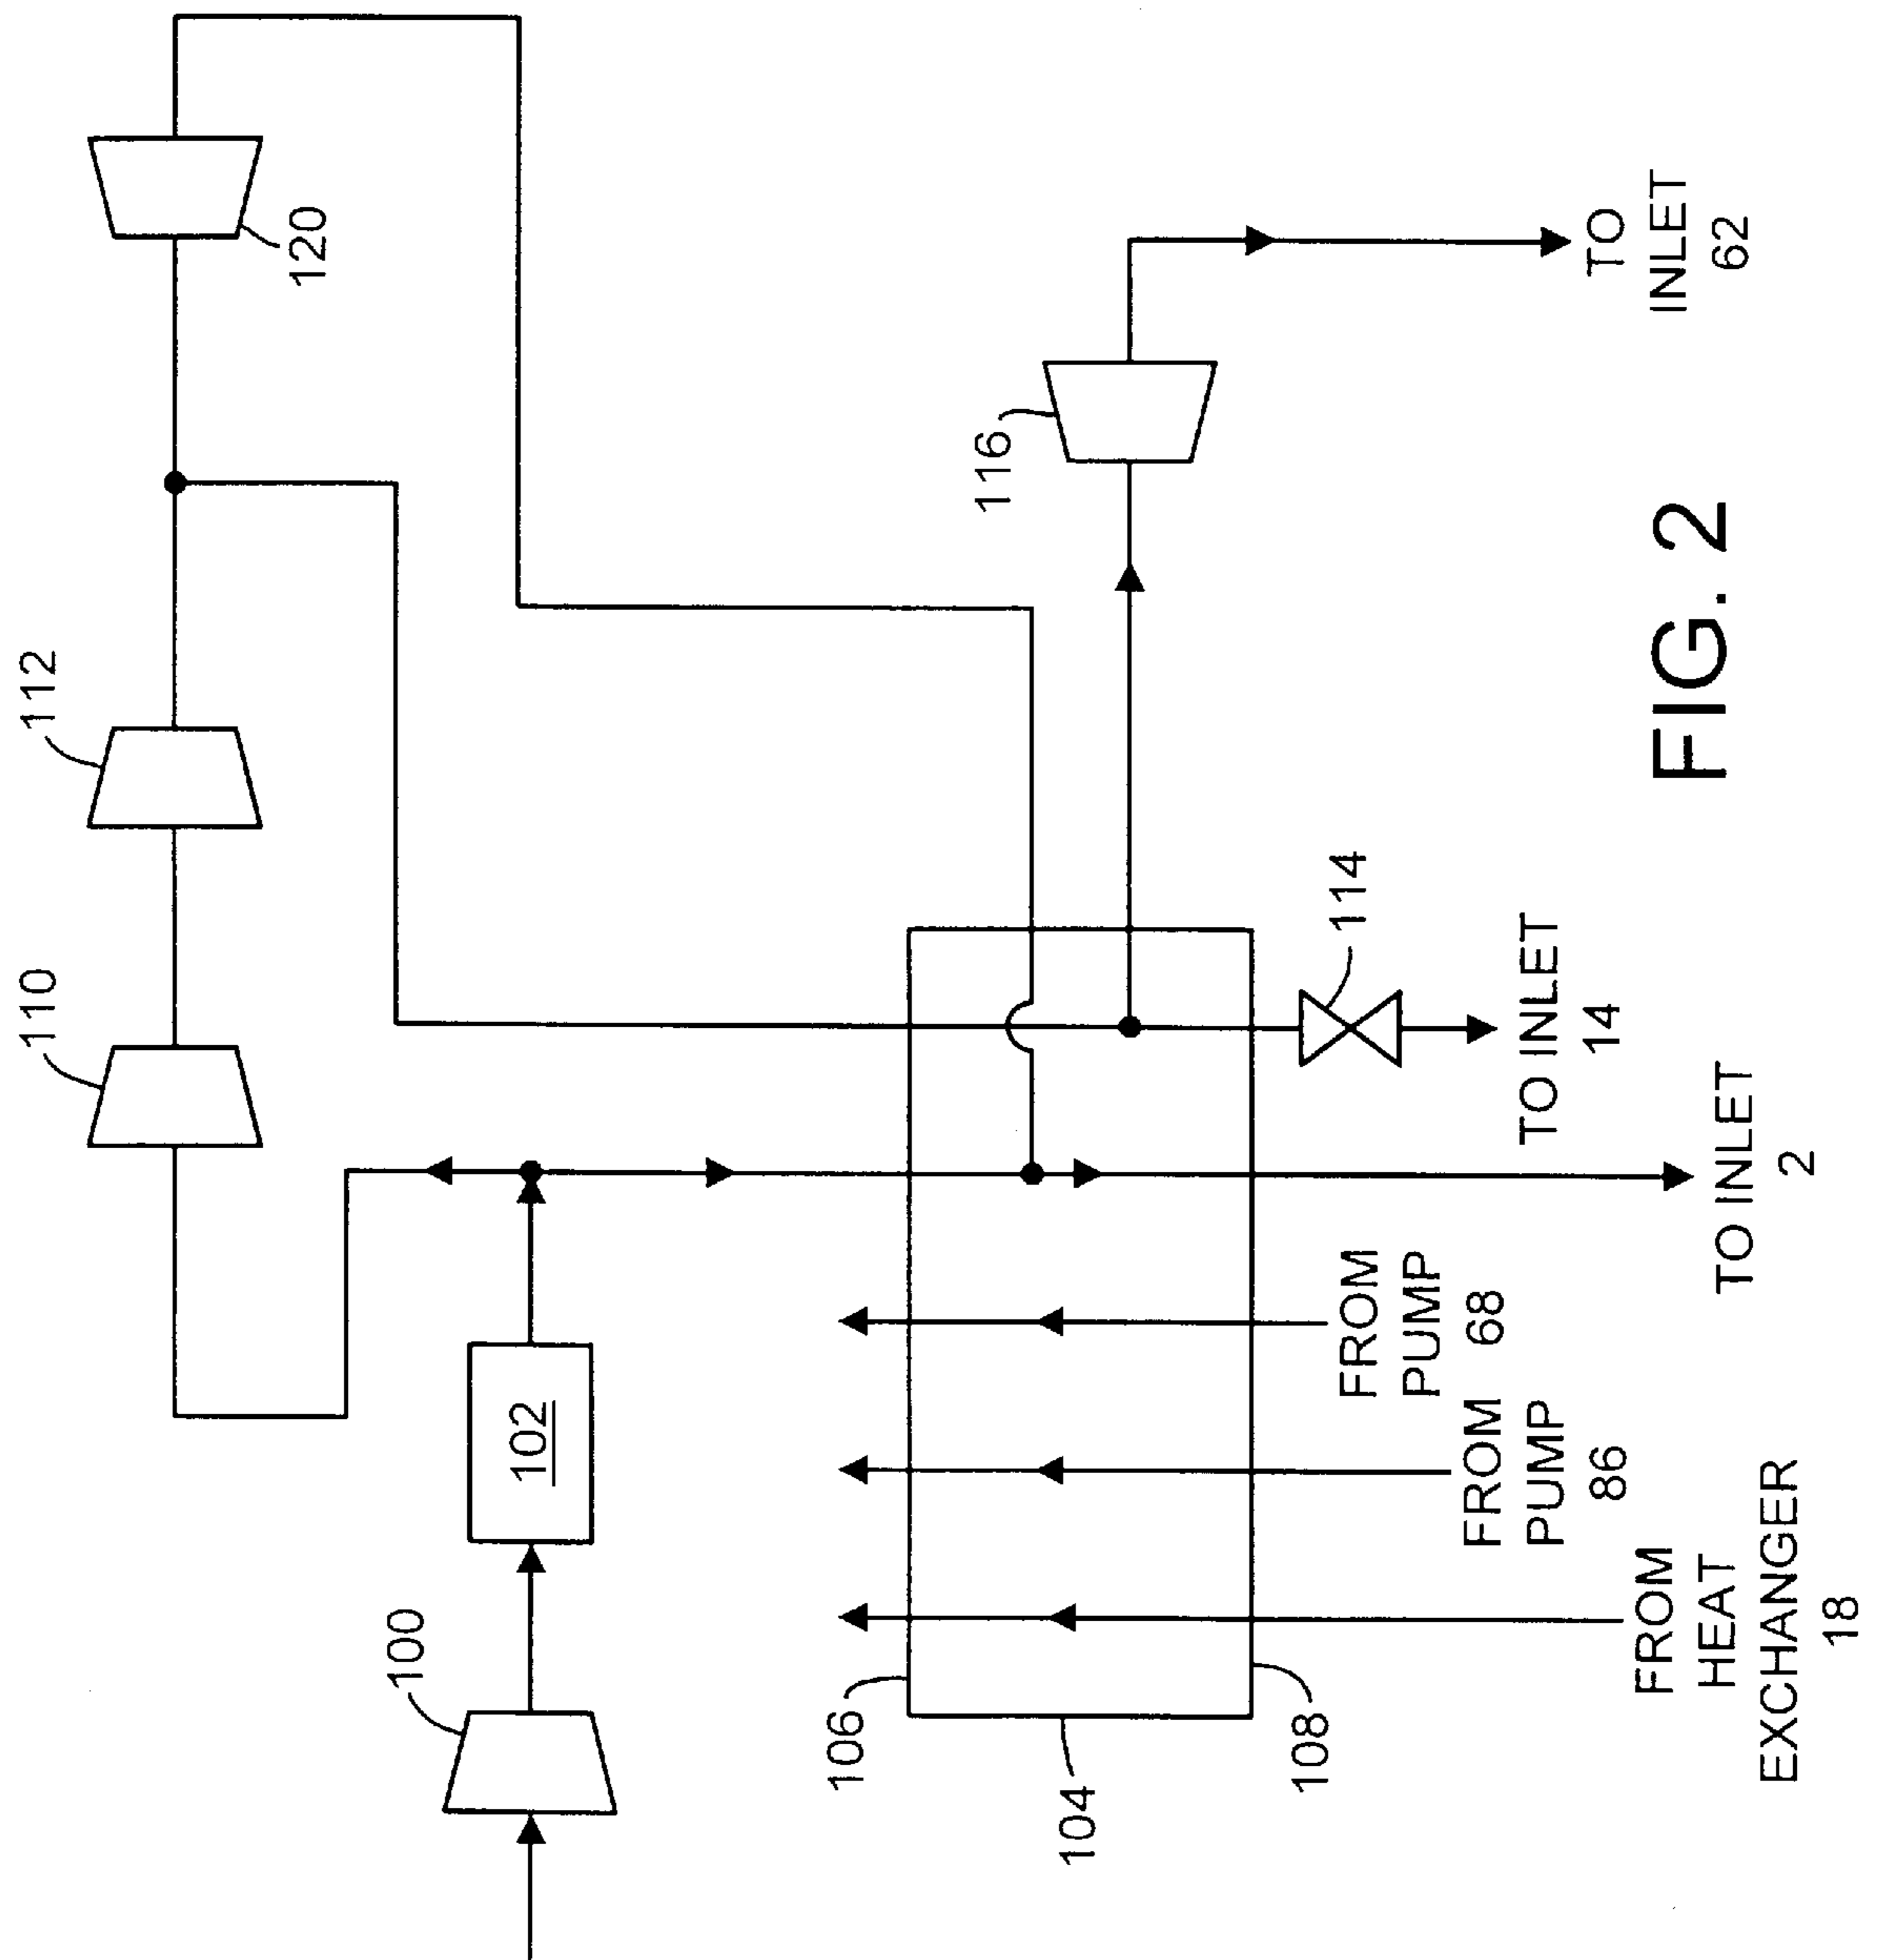 110
112
120
100
102
116
106
104
108
114
FROM
HEAT
EXCHANGER
18
FROM
PUMP
86
FROM
PUMP
68
TO INLET
2
TO INLET
14
TO
INLET
62
FIG. 2